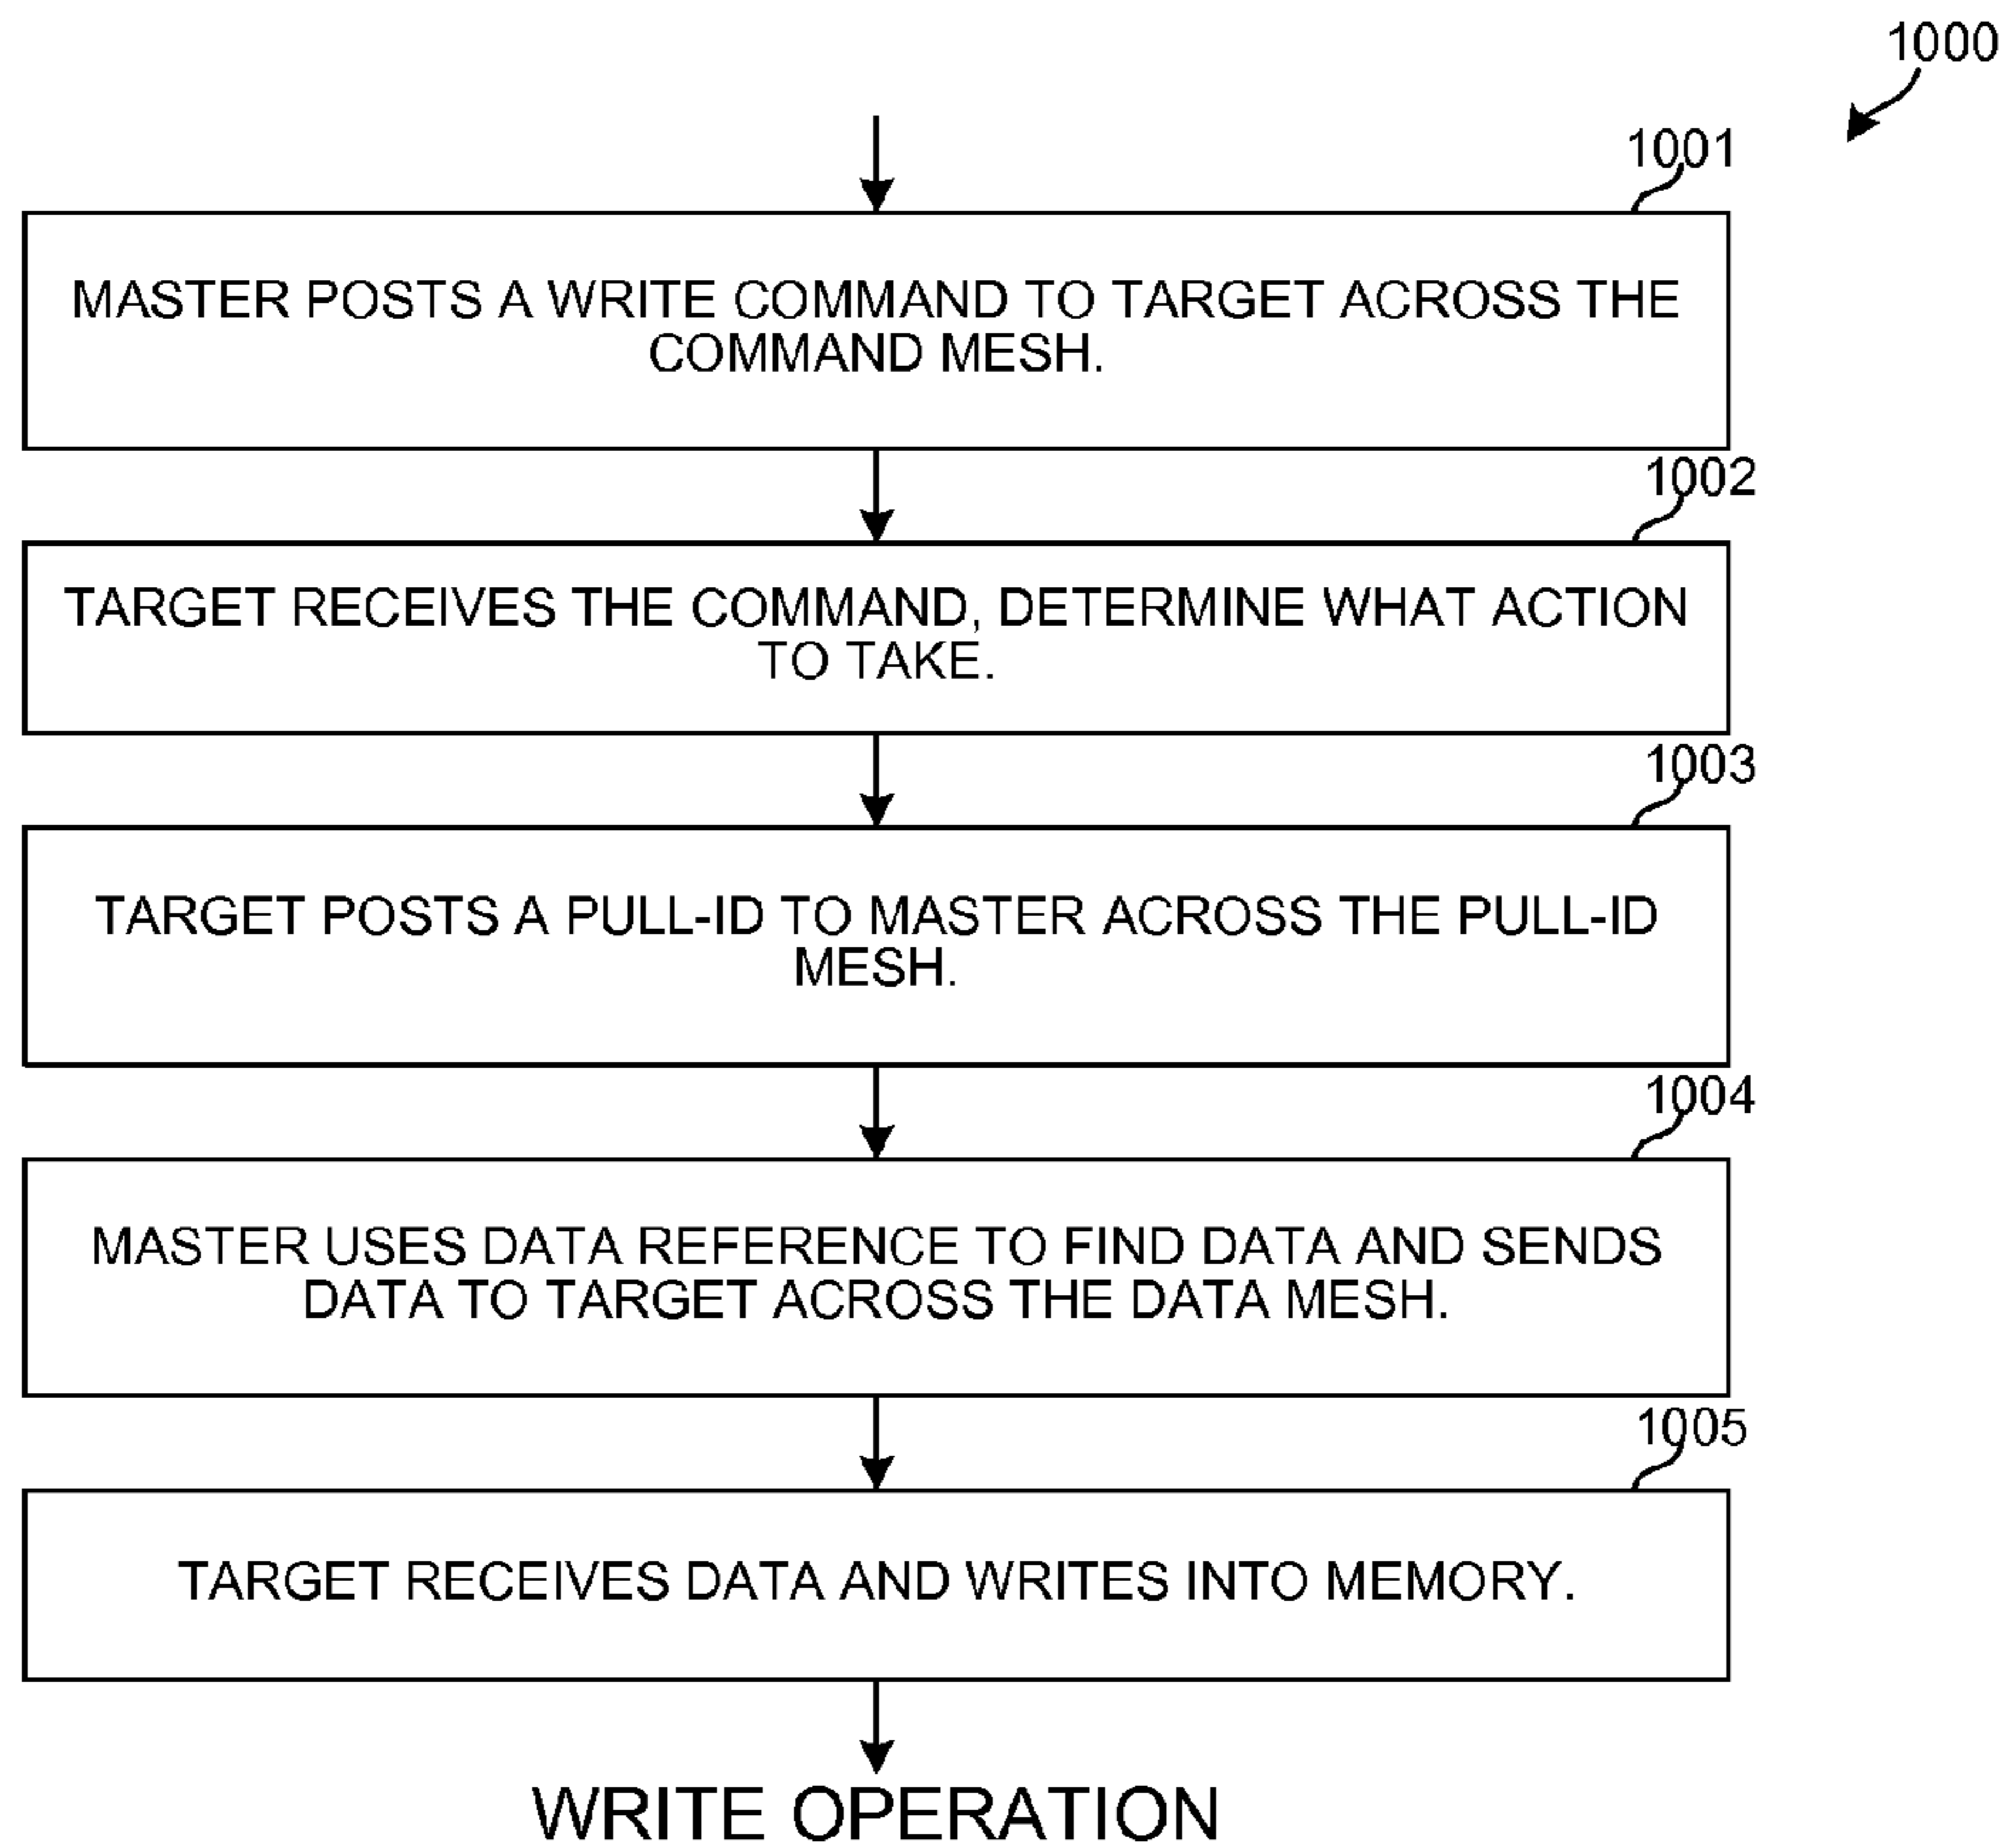 1000
1001
MASTER POSTS A WRITE COMMAND TO TARGET ACROSS THE
COMMAND MESH.
1002
TARGET RECEIVES THE COMMAND, DETERMINE WHAT ACTION
TO TAKE.
1003
TARGET POSTS A PULL-ID TO MASTER ACROSS THE PULL-ID
MESH.
1004
MASTER USES DATA REFERENCE TO FIND DATA AND SENDS
DATA TO TARGET ACROSS THE DATA MESH.
1005
TARGET RECEIVES DATA AND WRITES INTO MEMORY.
WRITE OPERATION